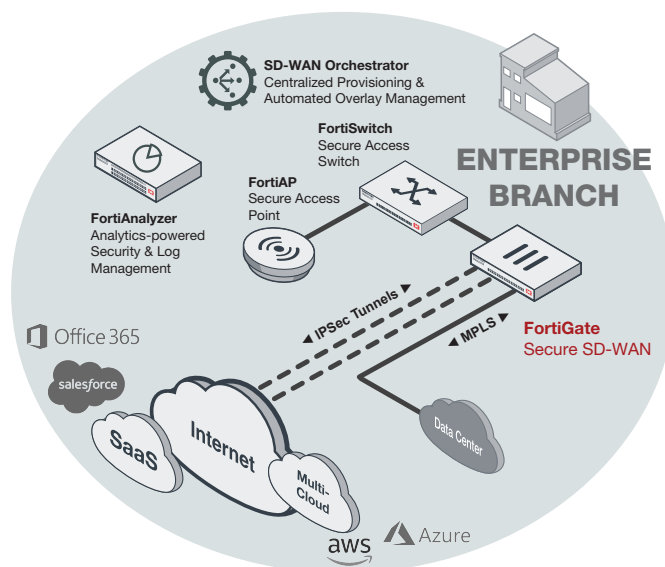 SD-WAN Orchestrator
Centralized Provisioning &
Automated Overlay Management
FortiSwitch
Secure Access
Switch
ENTERPRISE
BRANCH
FortiAP
Secure Access
Point
FortiAnalyzer
Analytics-powered
Security & Log
Management
IPSec Tunnels
MPLS
FortiGate
Secure SD-WAN
Office 365
salesforce
SaaS
Internet
Multi-
Cloud
Data Center
aws
Azure